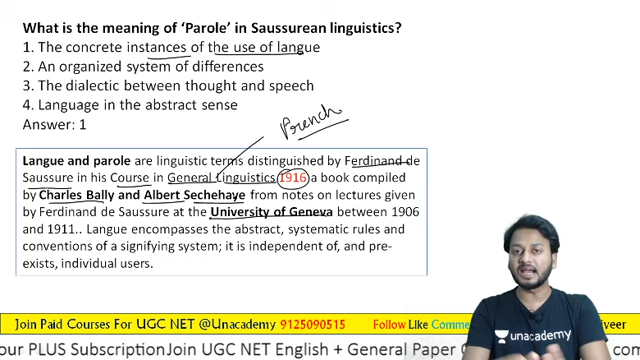 What is the meaning of ‘Parole’ in Saussurean linguistics?
1. The concrete instances of the use of langue
2. An organized system of differences
3. The dialectic between thought and speech
4. Language in the abstract sense
Answer: 1
French
Langue and parole are linguistic terms distinguished by Ferdinand de
Saussure in his Course in General Linguistics 1916 a book compiled
by Charles Bally and Albert Sechehaye from notes on lectures given
by Ferdinand de Saussure at the University of Geneva between 1906
and 1911.. Langue encompasses the abstract, systematic rules and
conventions of a signifying system; it is independent of, and pre-
exists, individual users.
unacademy
Join Paid Courses For UGC NET @Unacademy 9125090515 Follow Like Comme
our PLUS SubscriptionJoin UGC NET English + General Paper